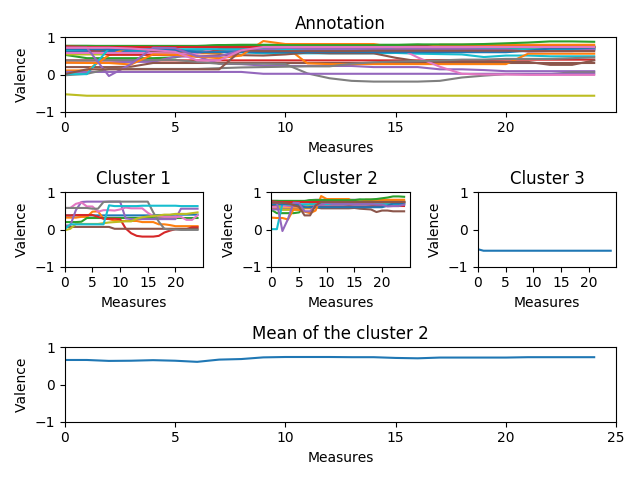 Annotation
Valence
1
0
−1
0 5 10 15 20
Measures
Cluster 1 Cluster 2 Cluster 3
Valence Valence Valence
1 1 1
0 0 0
−1 −1 −1
0 5 10 15 20 0 5 10 15 20 0 5 10 15 20
Measures Measures Measures
Mean of the cluster 2
Valence
1
0
−1
0 5 10 15 20 25
Measures